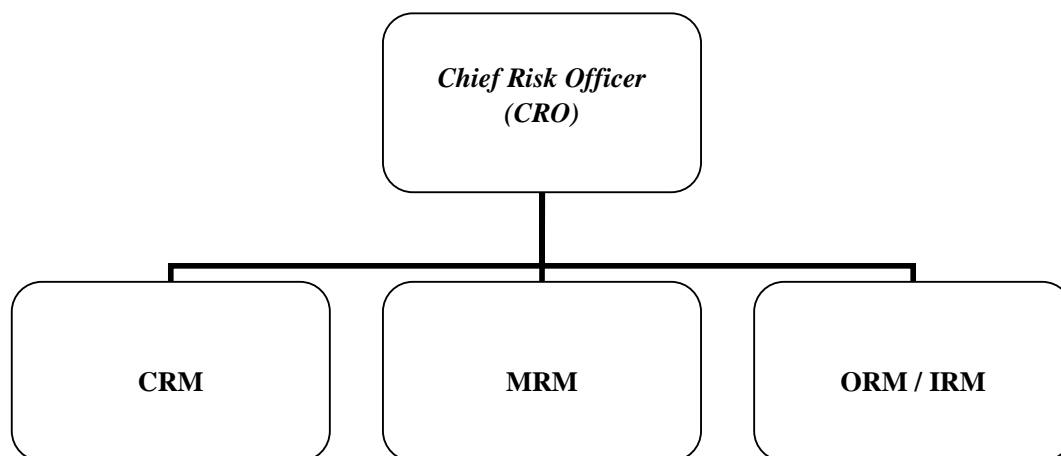 Chief Risk Officer
(CRO)
CRM
MRM
ORM / IRM